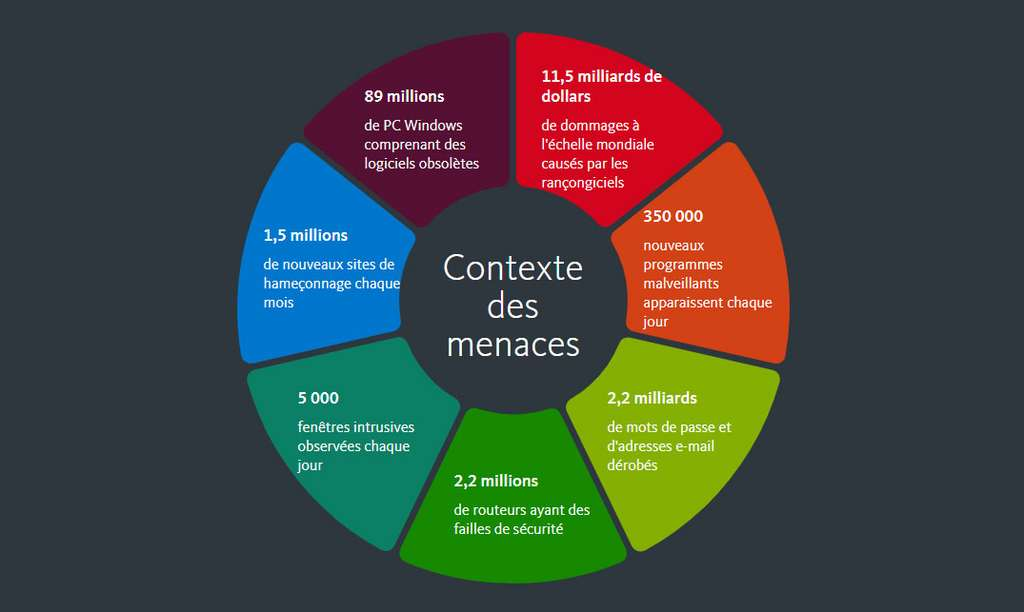 Contexte
des
menaces
11,5 milliards de
dollars
de dommages à
l'échelle mondiale
causés par les
rançongiciels
350 000
nouveaux
programmes
malveillants
apparaissent chaque
jour
2,2 milliards
de mots de passe et
d'adresses e-mail
dérobés
2,2 millions
de routeurs ayant des
failles de sécurité
5 000
fenêtres intrusives
observées chaque
jour
1,5 millions
de nouveaux sites de
hameçonnage chaque
mois
89 millions
de PC Windows
comprenant des
logiciels obsolètes